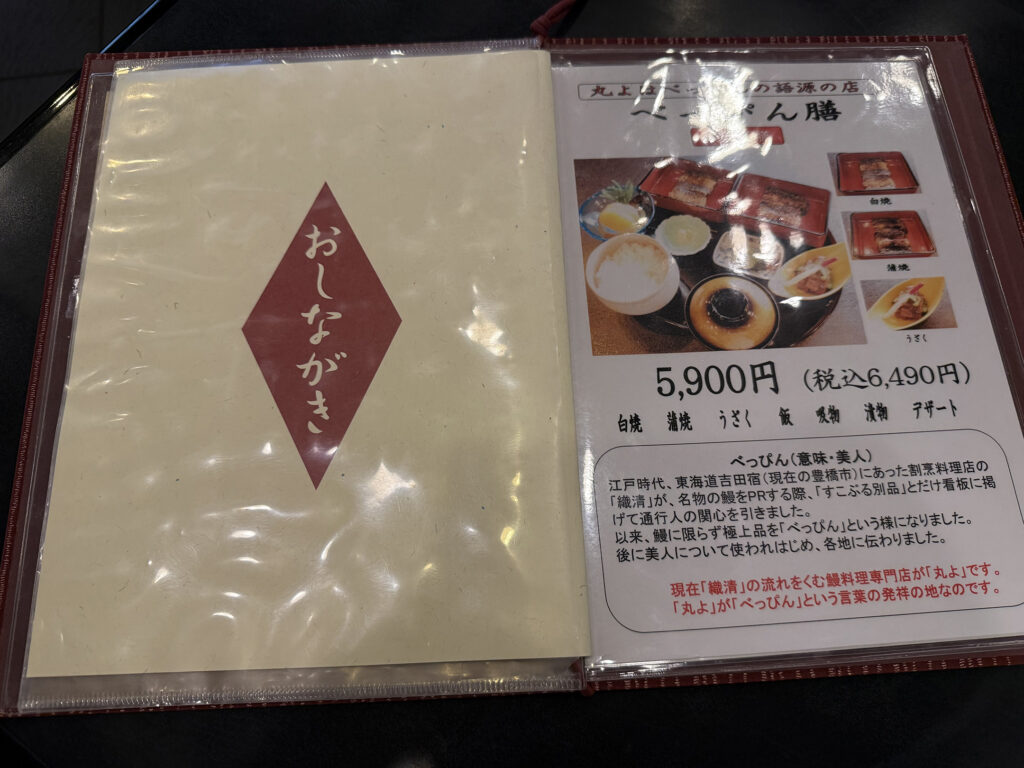 おしながき
丸よはべっぴんの語源の店
べっぴん膳
白焼
蒲焼
うざく
5,900円 (税込6,490円)
白焼 蒲焼 うざく 飯 吸物 漬物 デザート
べっぴん(意味・美人)
江戸時代、東海道吉田宿(現在の豊橋市)にあった割烹料理店の
「織清」が、名物の鰻をPRする際、「すこぶる別品」とだけ看板に掲
げて通行人の関心を引きました。
以来、鰻に限らず極上品を「べっぴん」という様になりました。
後に美人について使われはじめ、各地に伝わりました。
現在「織清」の流れをくむ鰻料理専門店が「丸よ」です。
「丸よ」が「べっぴん」という言葉の発祥の地なのです。